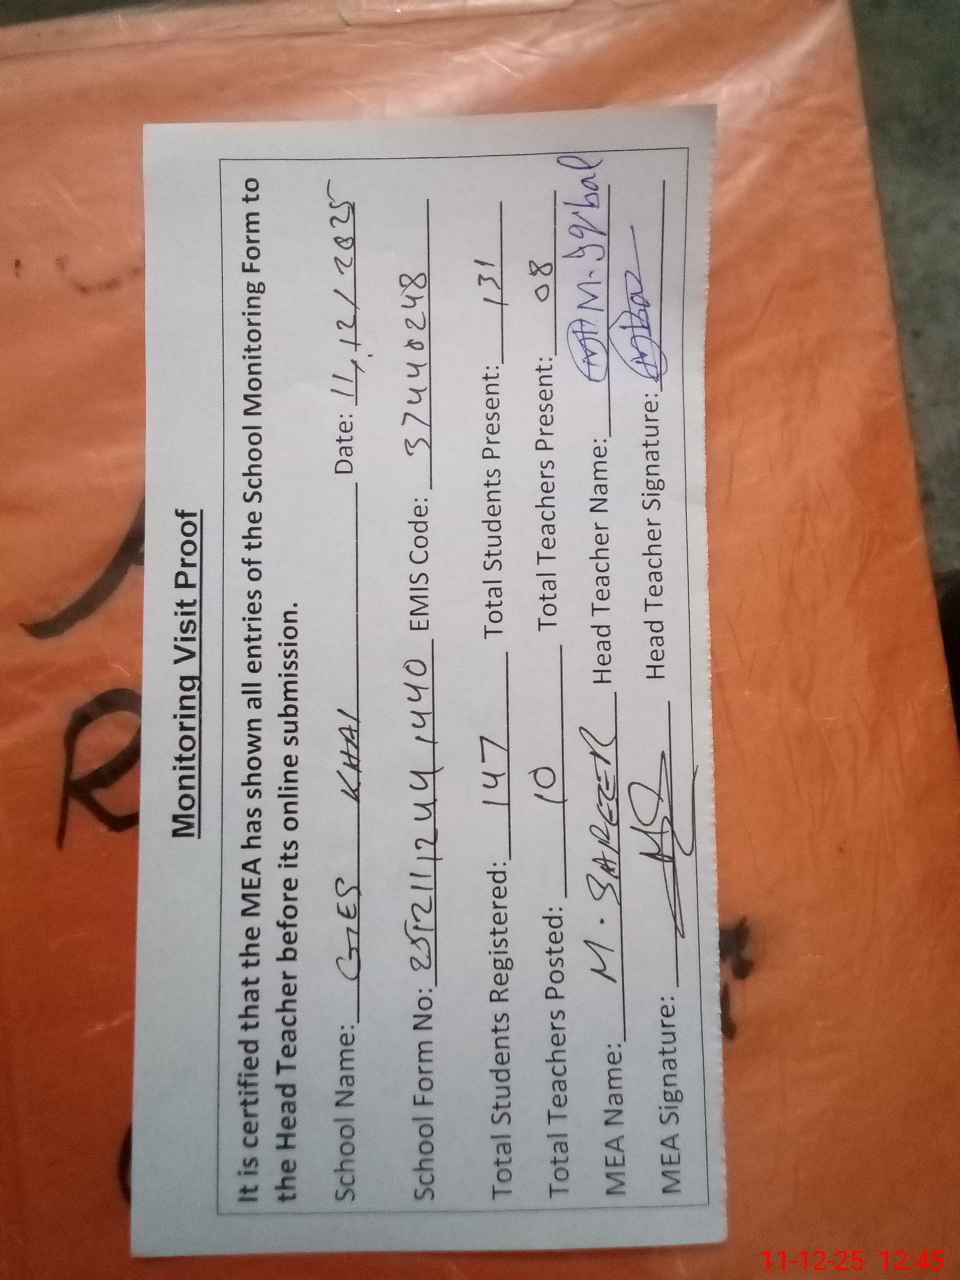 Monitoring Visit Proof
It is certified that the MEA has shown all entries of the School Monitoring Form to
the Head Teacher before its online submission.
School Name: GES KHAI Date: 11/12/2025
School Form No: 25121112441440 EMIS Code: 37440248
Total Students Registered: 147 Total Students Present: 131
Total Teachers Posted: 10 Total Teachers Present: 08
MEA Name: M. SAREER Head Teacher Name: M. Iqbal
MEA Signature: Head Teacher Signature:
R
11-12-25 12:45